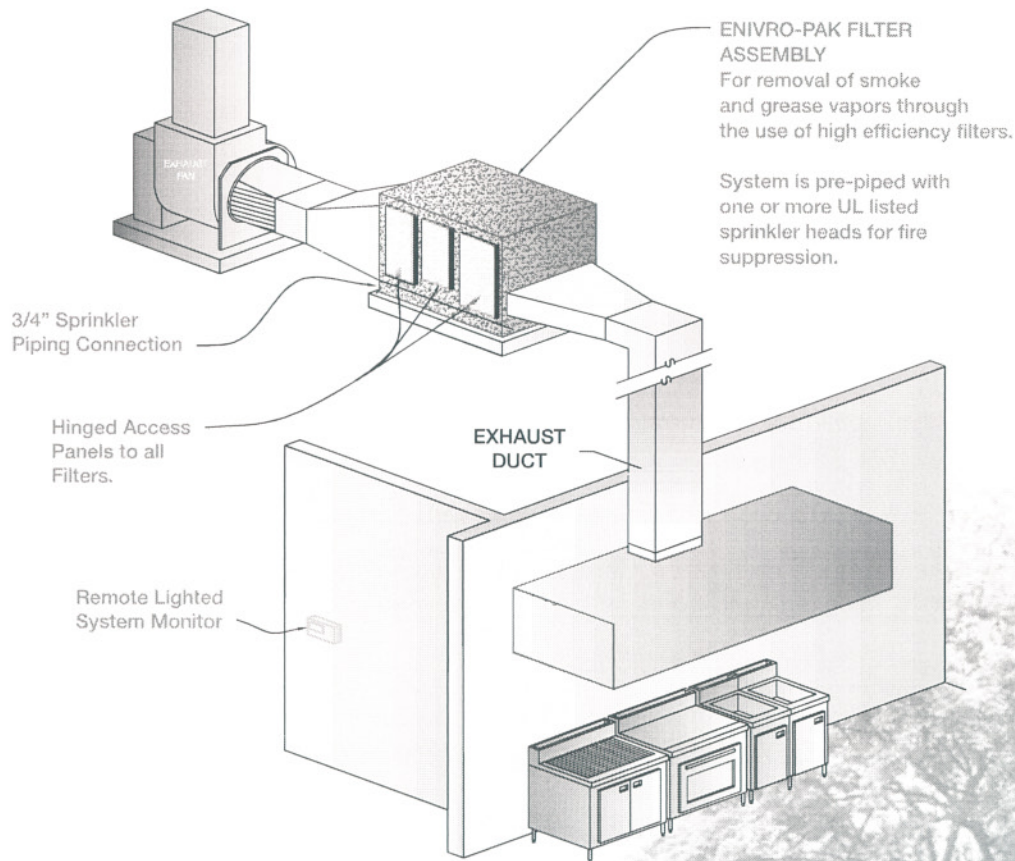 ENIVRO-PAK FILTER
ASSEMBLY
For removal of smoke
and grease vapors through
the use of high efficiency filters.
System is pre-piped with
one or more UL listed
sprinkler heads for fire
suppression.
EXHAUST
FAN
3/4" Sprinkler
Piping Connection
Hinged Access
Panels to all
Filters.
EXHAUST
DUCT
Remote Lighted
System Monitor